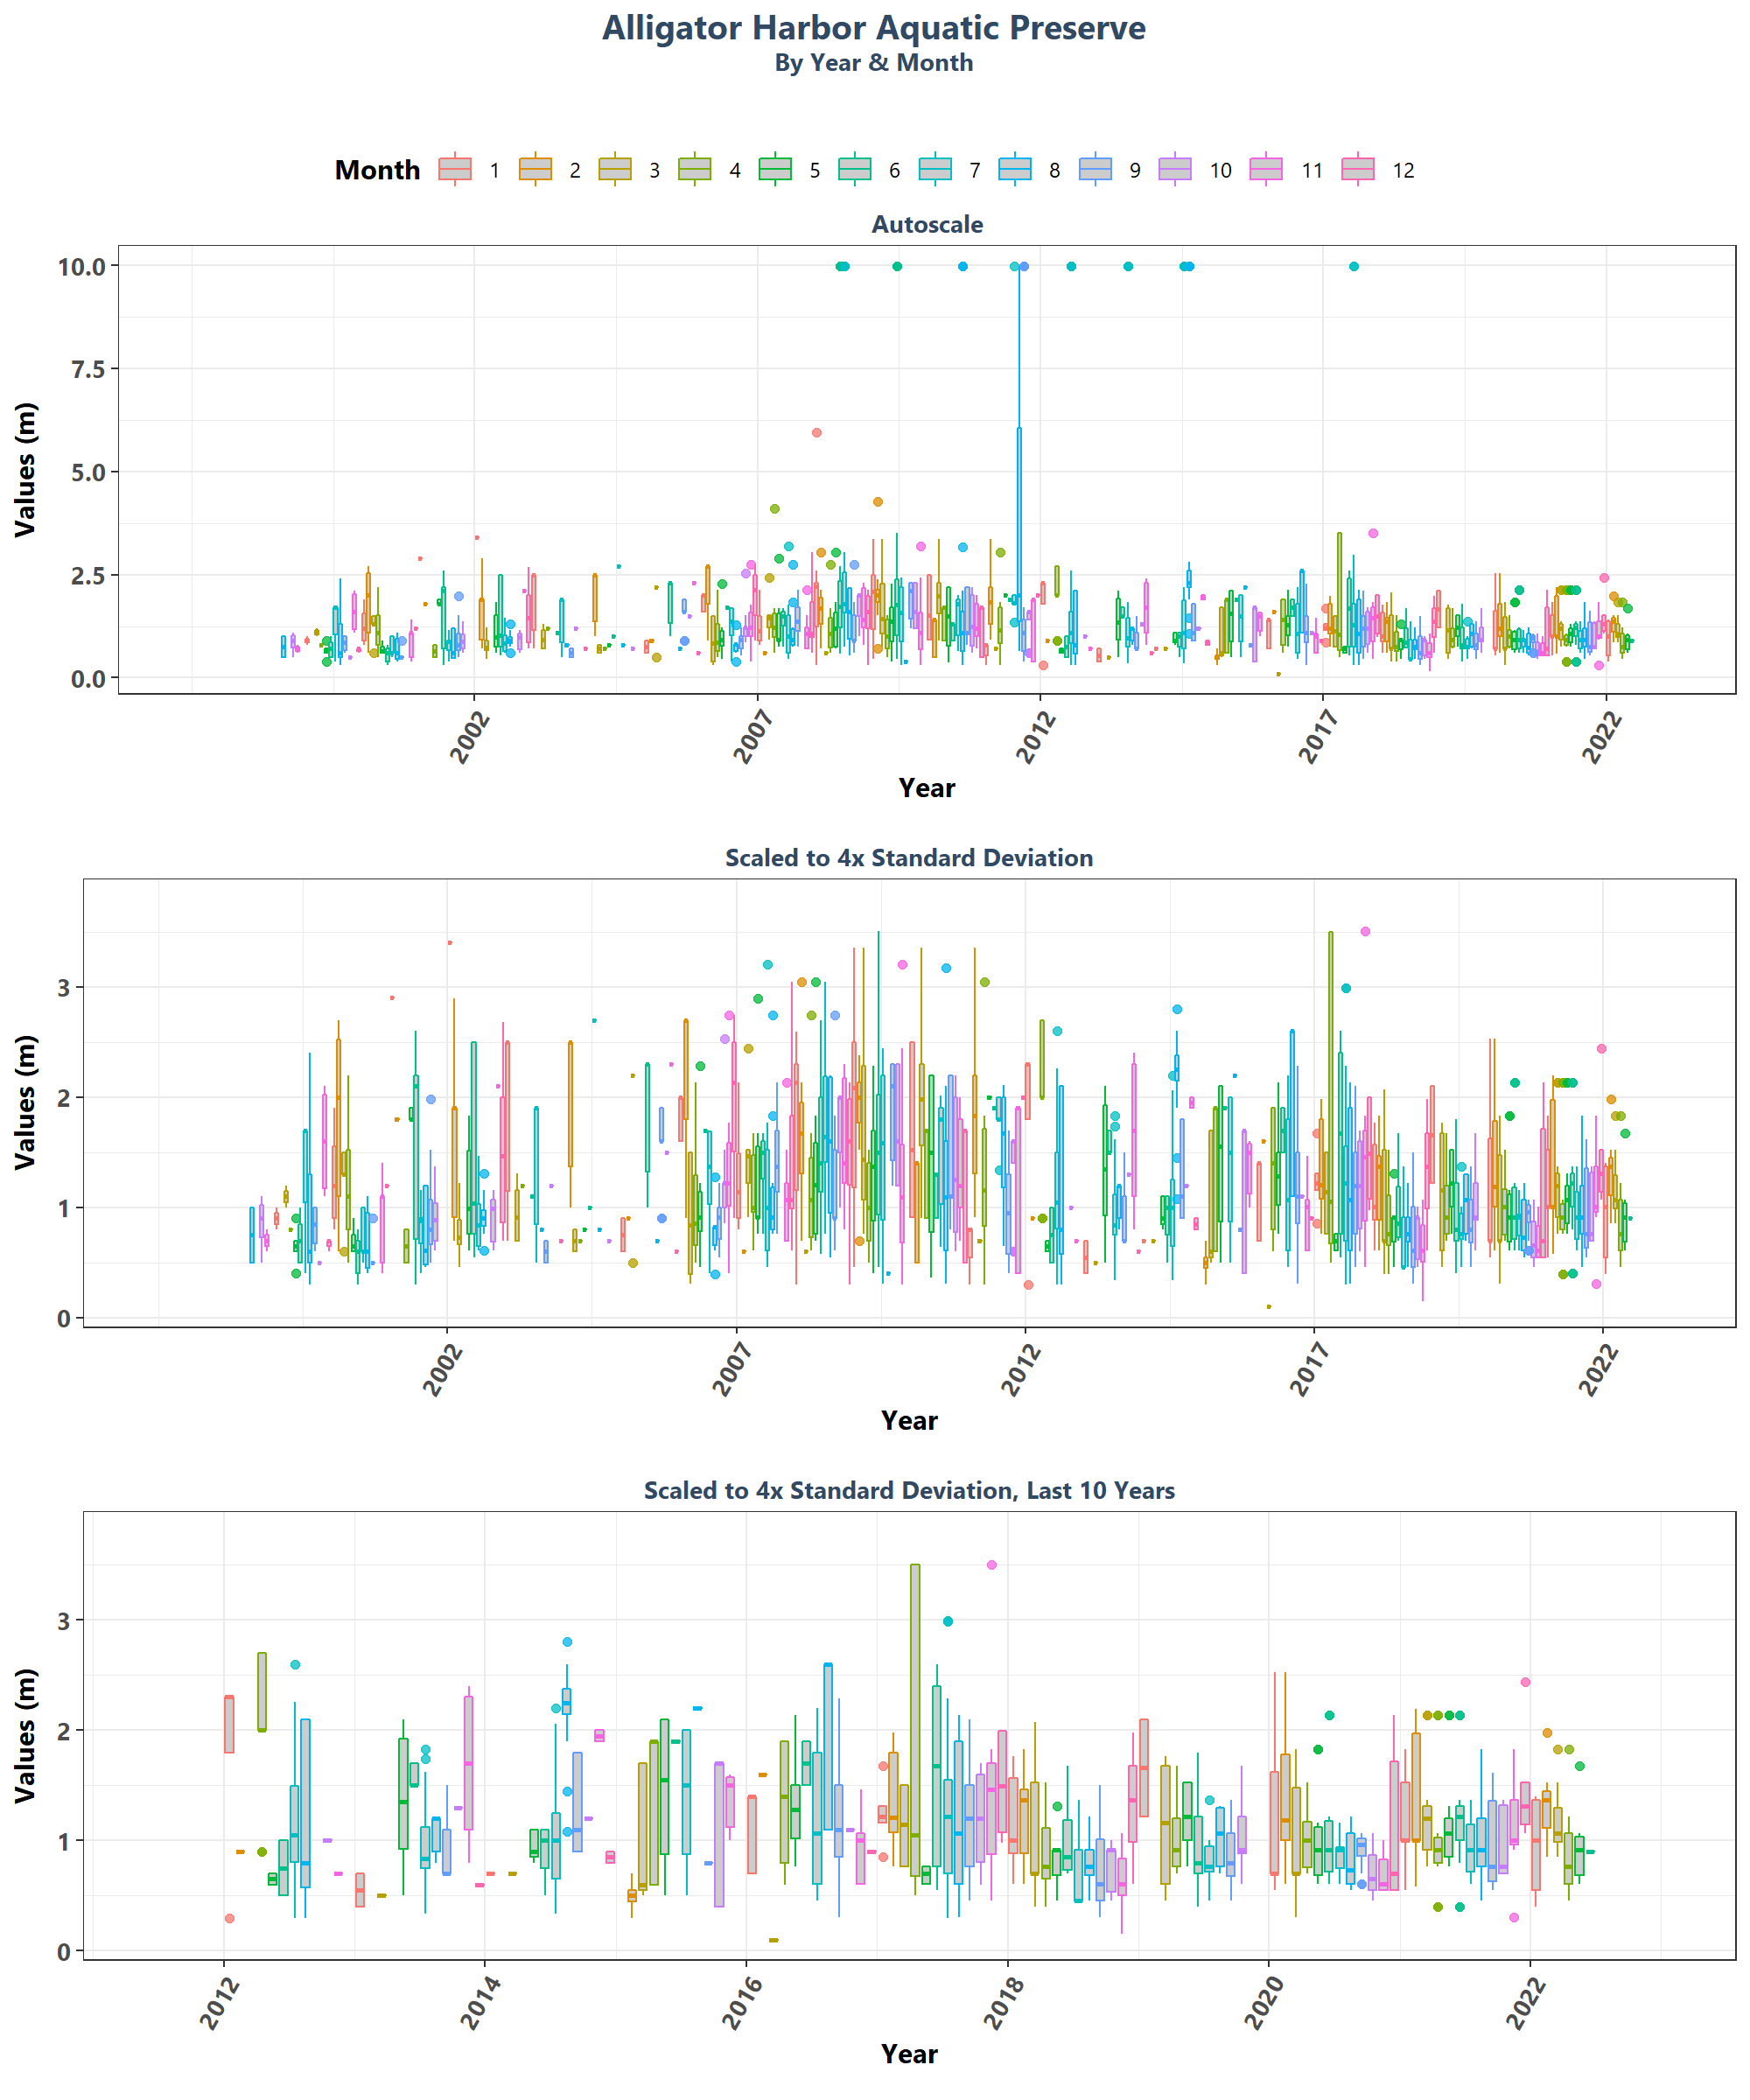 Alligator Harbor Aquatic Preserve
By Year & Month
Month 1 2 3 4 5 6 7 8 9 10 11 12
Autoscale
10.0
7.5
5.0
2.5
0.0
Values (m)
2002 2007 2012 2017 2022
Year
Scaled to 4x Standard Deviation
3
2
1
0
Values (m)
2002 2007 2012 2017 2022
Year
Scaled to 4x Standard Deviation, Last 10 Years
3
2
1
0
Values (m)
2012 2014 2016 2018 2020 2022
Year